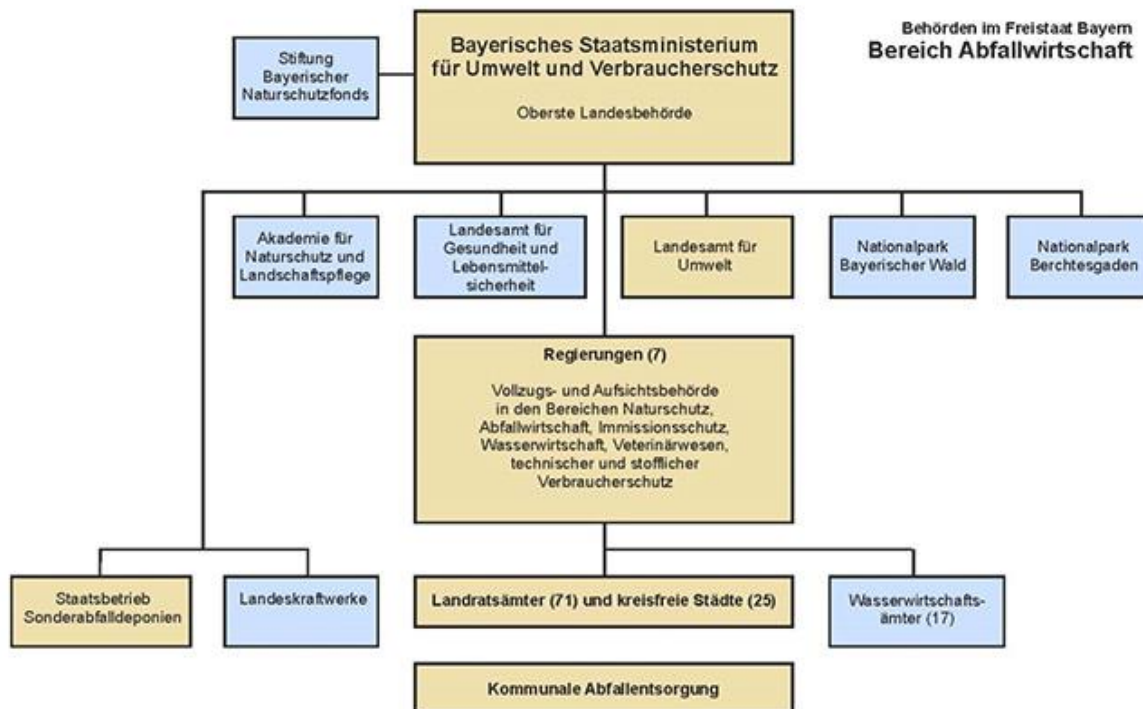 Behörden im Freistaat Bayern
Bereich Abfallwirtschaft
Bayerisches Staatsministerium
für Umwelt und Verbraucherschutz
Oberste Landesbehörde
Stiftung
Bayerischer
Naturschutzfonds
Akademie für
Naturschutz und
Landschaftspflege
Landesamt für
Gesundheit und
Lebensmittel-
sicherheit
Landesamt für
Umwelt
Nationalpark
Bayerischer Wald
Nationalpark
Berchtesgaden
Regierungen (7)
Vollzugs- und Aufsichtsbehörde
in den Bereichen Naturschutz,
Abfallwirtschaft, Immissionsschutz,
Wasserwirtschaft, Veterinärwesen,
technischer und stofflicher
Verbraucherschutz
Staatsbetrieb
Sonderabfalldeponien
Landeskraftwerke
Landratsämter (71) und kreisfreie Städte (25)
Wasserwirtschafts-
ämter (17)
Kommunale Abfallentsorgung